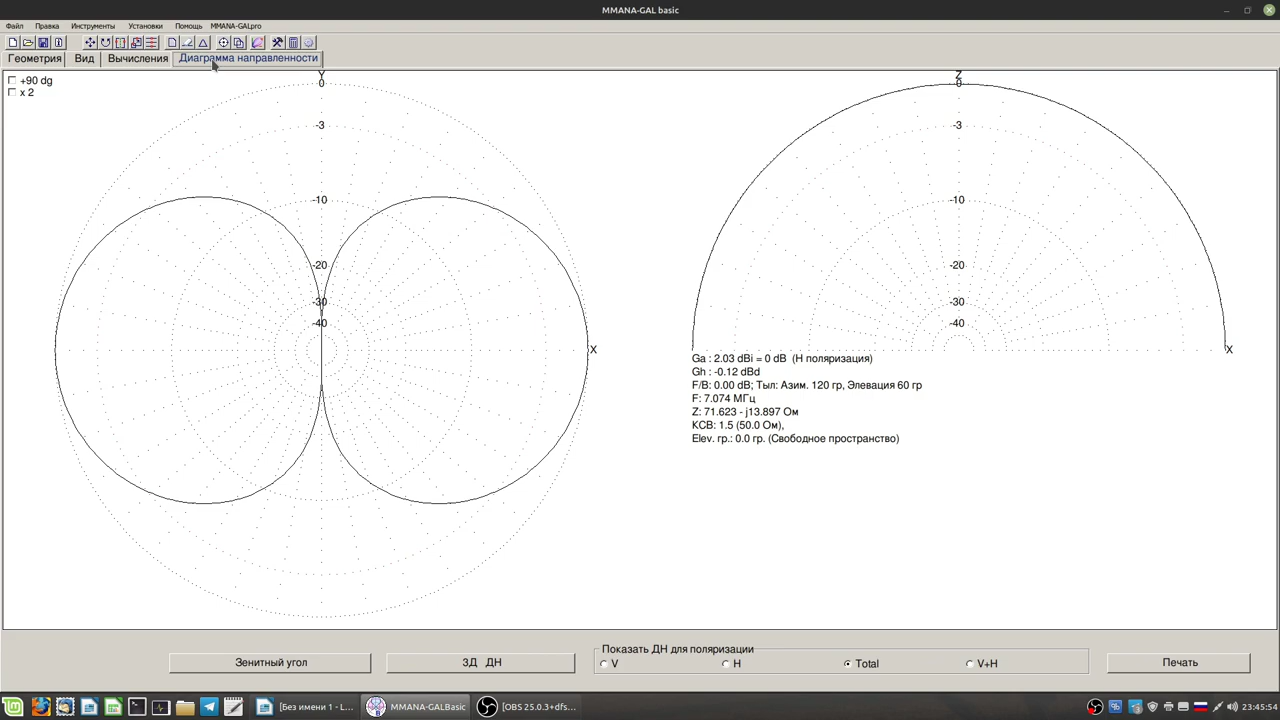 MMANA-GAL basic
Файл Правка Инструменты Установки Помощь MMANA-GALpro
Геометрия Вид Вычисления Диаграмма направленности
+90 dg
x 2
Y
0
-3
-10
-20
-30
-40
X
Z
0
-3
-10
-20
-30
-40
X
Ga : 2.03 dBi = 0 dB (H поляризация)
Gh : -0.12 dBd
F/B: 0.00 dB; Тыл: Азим. 120 гр, Элевация 60 гр
F: 7.074 МГц
Z: 71.623 - j13.897 Ом
КСВ: 1.5 (50.0 Ом),
Elev. гр.: 0.0 гр. (Свободное пространство)
Зенитный угол
3Д ДН
Показать ДН для поляризации
V H Total V+H
Печать
[Без имени 1 - L... MMANA-GALBasic [OBS 25.0.3+dfs... 23:45:54